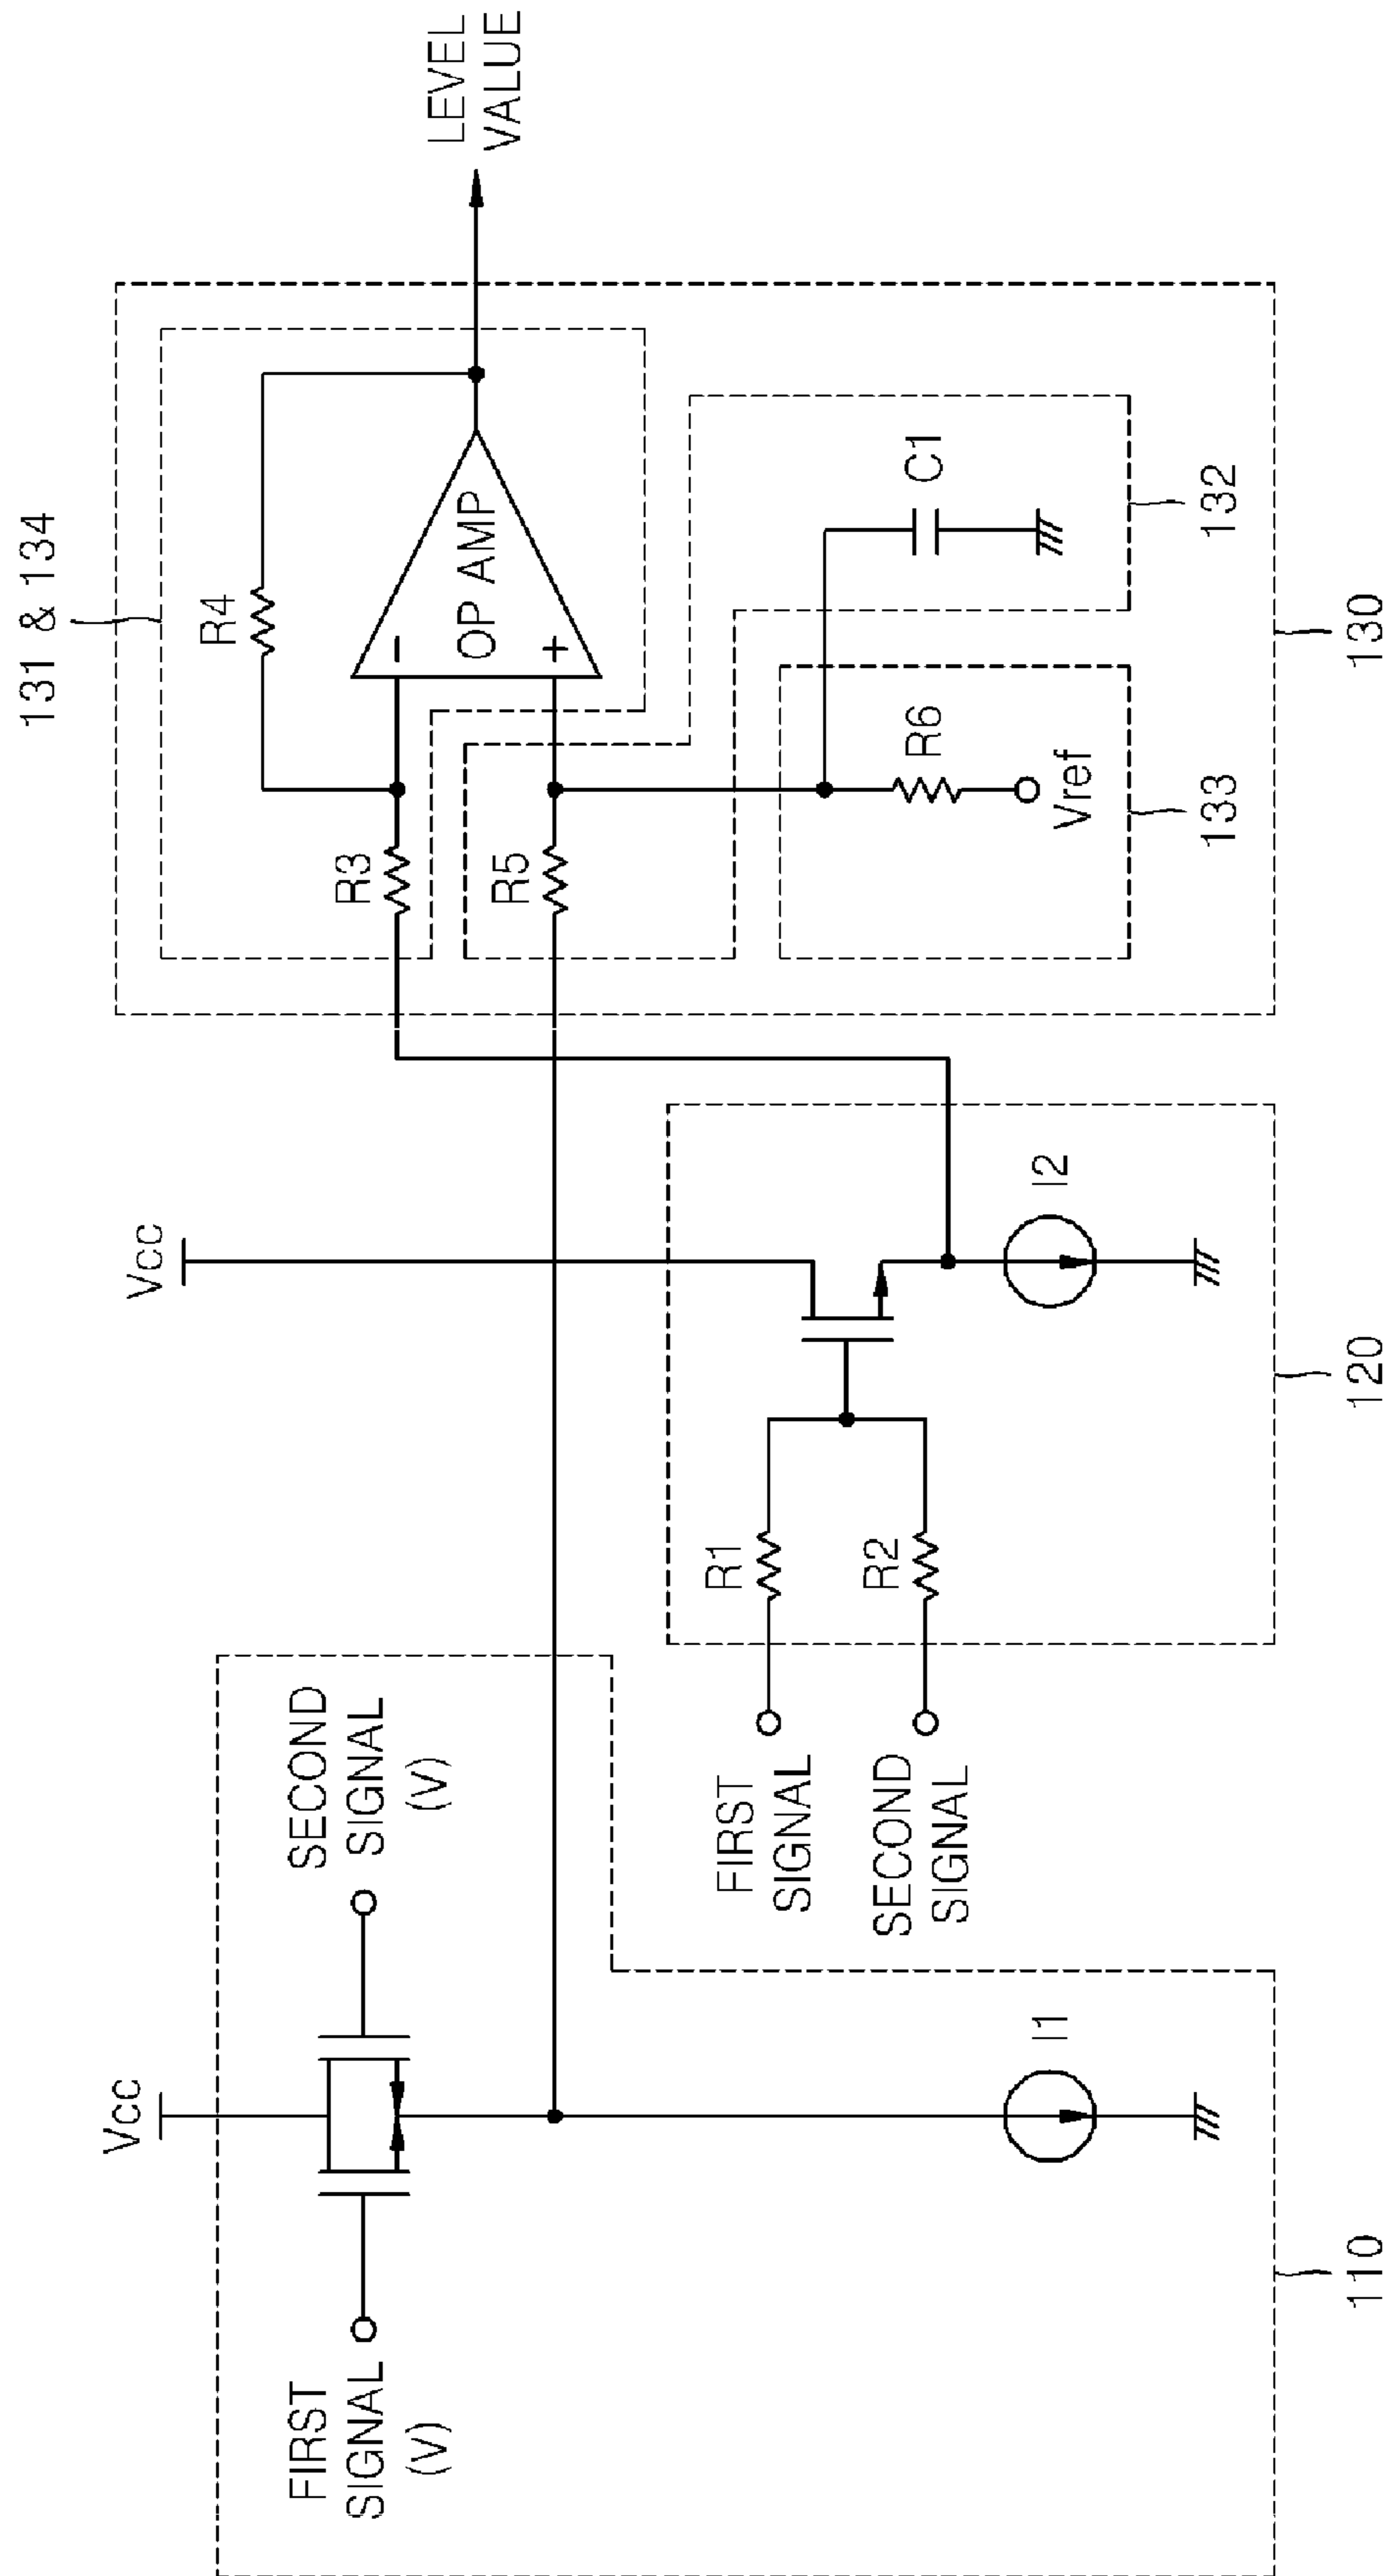 Vcc
FIRST
SIGNAL
(V)
SECOND
SIGNAL
(V)
I1
110
Vcc
FIRST
SIGNAL
SECOND
SIGNAL
R1
R2
I2
120
131 & 134
R3
R4
R5
OP AMP
−
+
R6
Vref
C1
132
133
130
LEVEL
VALUE